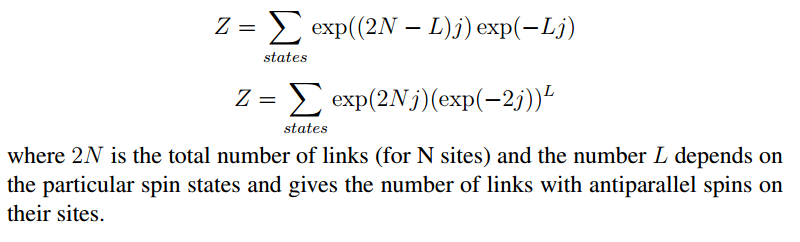 Z = ∑ exp((2N − L)j) exp(−Lj)
states
Z = ∑ exp(2Nj)(exp(−2j))^L
states
where 2N is the total number of links (for N sites) and the number L depends on
the particular spin states and gives the number of links with antiparallel spins on
their sites.